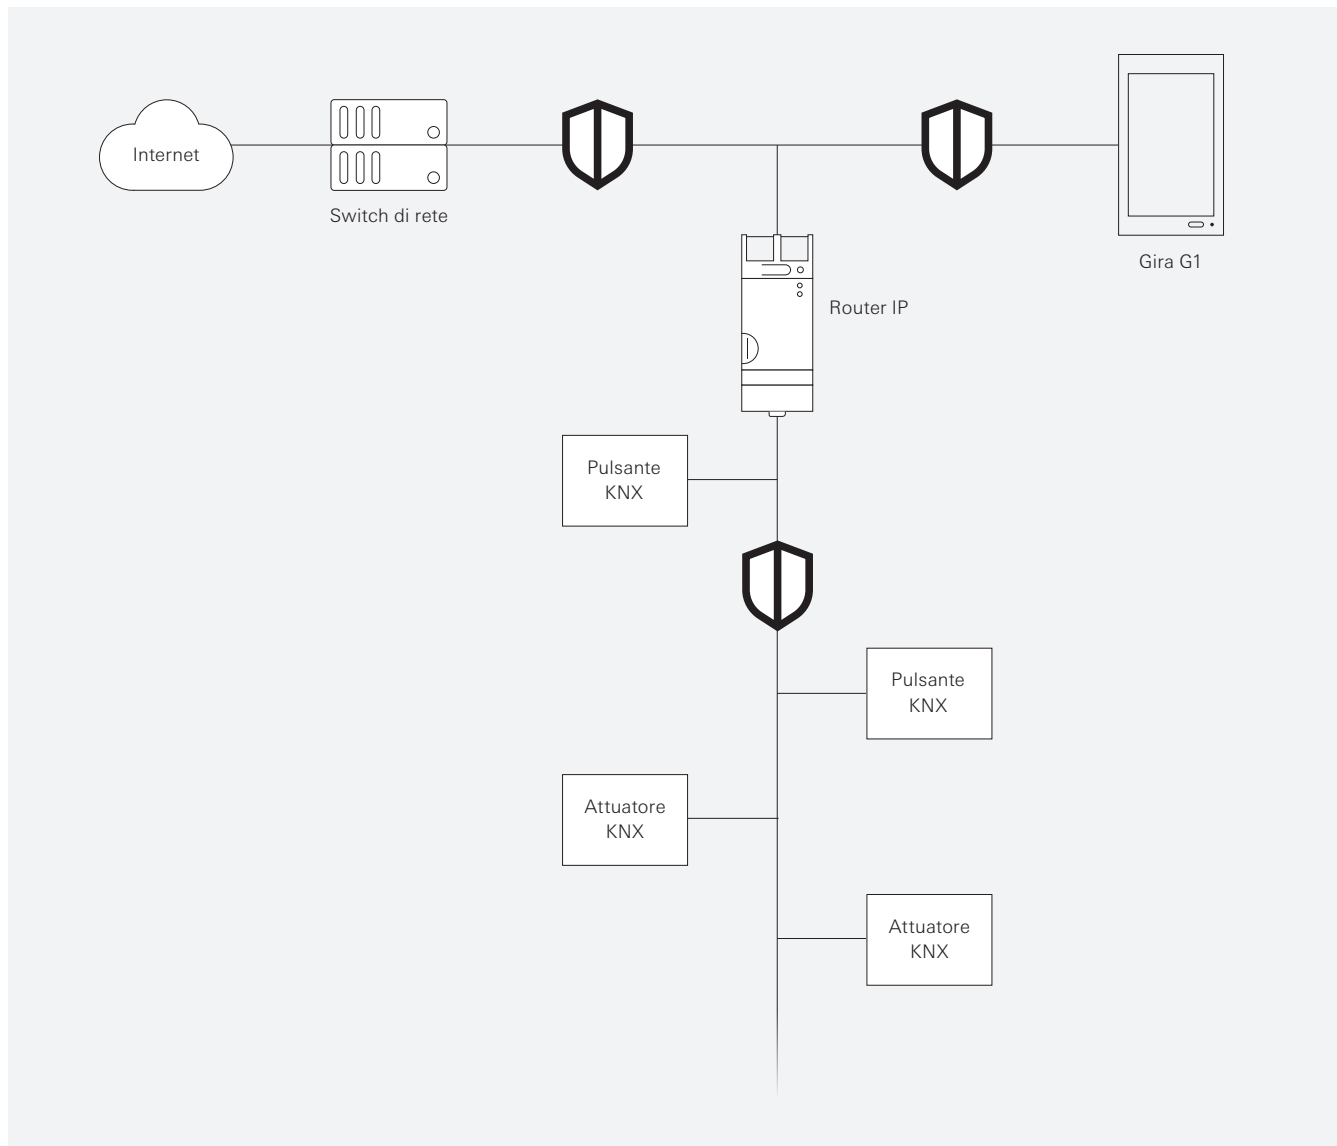 Internet
Switch di rete
Gira G1
Router IP
Pulsante
KNX
Pulsante
KNX
Attuatore
KNX
Attuatore
KNX